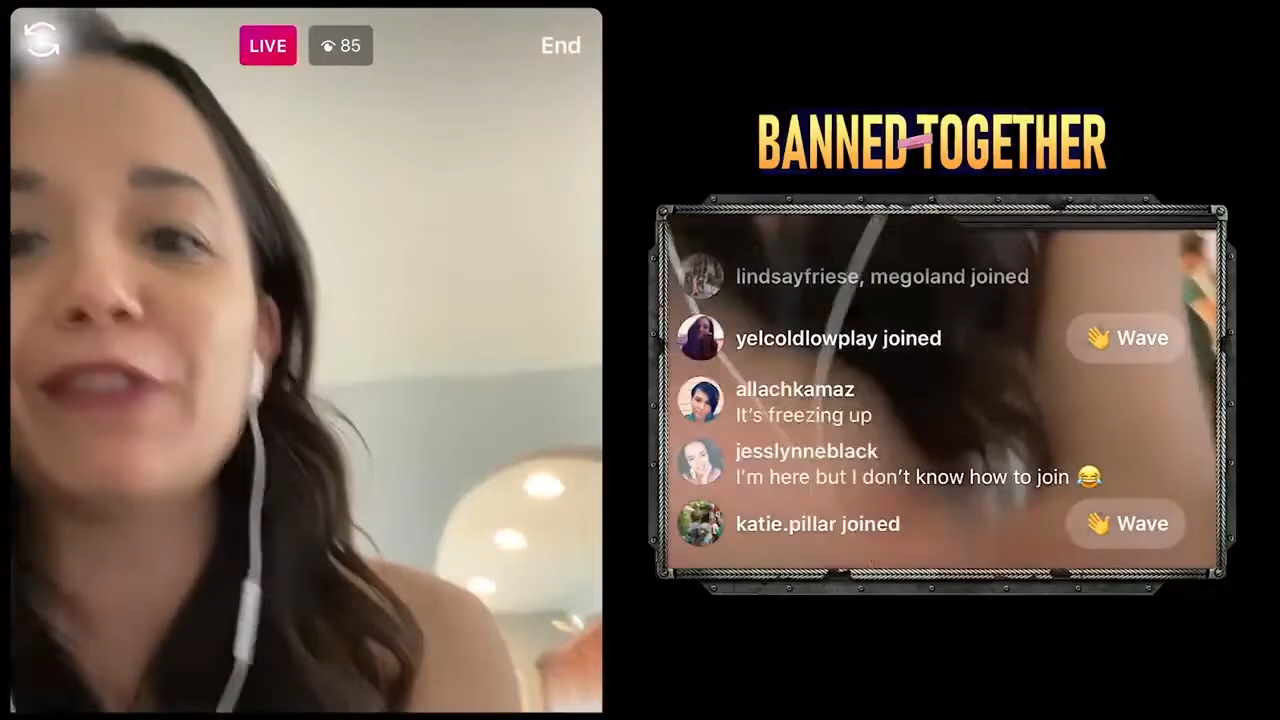 LIVE
85
End
BANNED TOGETHER
lindsayfriese, megoland joined
yelcoldlowplay joined
👋 Wave
allachkamaz
It's freezing up
jesslynneblack
I'm here but I don't know how to join 😂
katie.pillar joined
👋 Wave